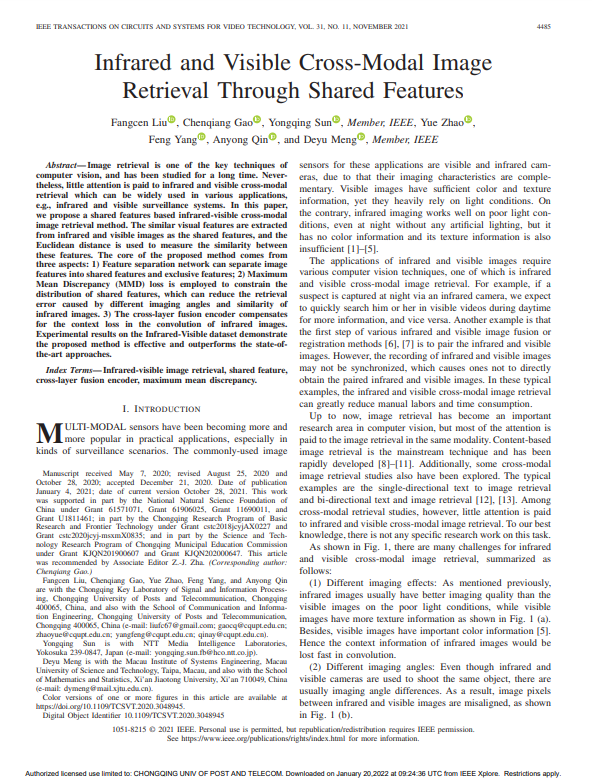 IEEE TRANSACTIONS ON CIRCUITS AND SYSTEMS FOR VIDEO TECHNOLOGY, VOL. 31, NO. 11, NOVEMBER 2021 4485
Infrared and Visible Cross-Modal Image
Retrieval Through Shared Features
Fangcen Liu, Chenqiang Gao, Yongqing Sun, Member, IEEE, Yue Zhao,
Feng Yang, Anyong Qin, and Deyu Meng, Member, IEEE
Abstract—Image retrieval is one of the key techniques of
computer vision, and has been studied for a long time. Never-
theless, little attention is paid to infrared and visible cross-modal
retrieval which can be widely used in various applications,
e.g., infrared and visible surveillance systems. In this paper,
we propose a shared features based infrared-visible cross-modal
image retrieval method. The similar visual features are extracted
from infrared and visible images as the shared features, and the
Euclidean distance is used to measure the similarity between
these features. The core of the proposed method comes from
three aspects: 1) Feature separation network can separate image
features into shared features and exclusive features; 2) Maximum
Mean Discrepancy (MMD) loss is employed to constrain the
distribution of shared features, which can reduce the retrieval
error caused by different imaging angles and similarity of
infrared images. 3) The cross-layer fusion encoder compensates
for the context loss in the convolution of infrared images.
Experimental results on the Infrared-Visible dataset demonstrate
the proposed method is effective and outperforms the state-of-
the-art approaches.
Index Terms—Infrared-visible image retrieval, shared feature,
cross-layer fusion encoder, maximum mean discrepancy.
I. INTRODUCTION
MULTI-MODAL sensors have been becoming more and
more popular in practical applications, especially in
kinds of surveillance scenarios. The commonly-used image
Manuscript received May 7, 2020; revised August 25, 2020 and
October 28, 2020; accepted December 21, 2020. Date of publication
January 4, 2021; date of current version October 28, 2021. This work
was supported in part by the National Natural Science Foundation of
China under Grant 61571071, Grant 61906025, Grant 11690011, and
Grant U1811461; in part by the Chongqing Research Program of Basic
Research and Frontier Technology under Grant cstc2018jcyjAX0227 and
Grant cstc2020jcyj-msxmX0835; and in part by the Science and Tech-
nology Research Program of Chongqing Municipal Education Commission
under Grant KJQN201900607 and Grant KJQN202000647. This article
was recommended by Associate Editor Z.-J. Zha. (Corresponding author:
Chenqiang Gao.)
Fangcen Liu, Chenqiang Gao, Yue Zhao, Feng Yang, and Anyong Qin
are with the Chongqing Key Laboratory of Signal and Information Process-
ing, Chongqing University of Posts and Telecommunication, Chongqing
400065, China, and also with the School of Communication and Informa-
tion Engineering, Chongqing University of Posts and Telecommunication,
Chongqing 400065, China (e-mail: liufc67@gmail.com; gaocq@cqupt.edu.cn;
zhaoyue@cqupt.edu.cn; yangfeng@cqupt.edu.cn; qinay@cqupt.edu.cn).
Yongqing Sun is with NTT Media Intelligence Laboratories,
Yokosuka 239-0847, Japan (e-mail: yongqing.sun.fb@hco.ntt.co.jp).
Deyu Meng is with the Macau Institute of Systems Engineering, Macau
University of Science and Technology, Taipa, Macau, and also with the School
of Mathematics and Statistics, Xi'an Jiaotong University, Xi'an 710049, China
(e-mail: dymeng@mail.xjtu.edu.cn).
Color versions of one or more figures in this article are available at
https://doi.org/10.1109/TCSVT.2020.3048945.
Digital Object Identifier 10.1109/TCSVT.2020.3048945
sensors for these applications are visible and infrared cam-
eras, due to that their imaging characteristics are comple-
mentary. Visible images have sufficient color and texture
information, yet they heavily rely on light conditions. On
the contrary, infrared imaging works well on poor light con-
ditions, even at night without any artificial lighting, but it
has no color information and its texture information is also
insufficient [1]–[5].
The applications of infrared and visible images require
various computer vision techniques, one of which is infrared
and visible cross-modal image retrieval. For example, if a
suspect is captured at night via an infrared camera, we expect
to quickly search him or her in visible videos during daytime
for more information, and vice versa. Another example is that
the first step of various infrared and visible image fusion or
registration methods [6], [7] is to pair the infrared and visible
images. However, the recording of infrared and visible images
may not be synchronized, which causes ones not to directly
obtain the paired infrared and visible images. In these typical
examples, the infrared and visible cross-modal image retrieval
can greatly reduce manual labors and time consumption.
Up to now, image retrieval has become an important
research area in computer vision, but most of the attention is
paid to the image retrieval in the same modality. Content-based
image retrieval is the mainstream technique and has been
rapidly developed [8]–[11]. Additionally, some cross-modal
image retrieval studies also have been explored. The typical
examples are the single-directional text to image retrieval
and bi-directional text and image retrieval [12], [13]. Among
cross-modal retrieval studies, however, little attention is paid
to infrared and visible cross-modal image retrieval. To our best
knowledge, there is not any specific research work on this task.
As shown in Fig. 1, there are many challenges for infrared
and visible cross-modal image retrieval, summarized as
follows:
(1) Different imaging effects: As mentioned previously,
infrared images usually have better imaging quality than the
visible images on the poor light conditions, while visible
images have more texture information as shown in Fig. 1 (a).
Besides, visible images have important color information [5].
Hence the context information of infrared images would be
lost fast in convolution.
(2) Different imaging angles: Even though infrared and
visible cameras are used to shoot the same object, there are
usually imaging angle differences. As a result, image pixels
between infrared and visible images are misaligned, as shown
in Fig. 1 (b).
1051-8215 © 2021 IEEE. Personal use is permitted, but republication/redistribution requires IEEE permission.
See https://www.ieee.org/publications/rights/index.html for more information.
Authorized licensed use limited to: CHONGQING UNIV OF POST AND TELECOM. Downloaded on January 20,2022 at 09:24:36 UTC from IEEE Xplore. Restrictions apply.